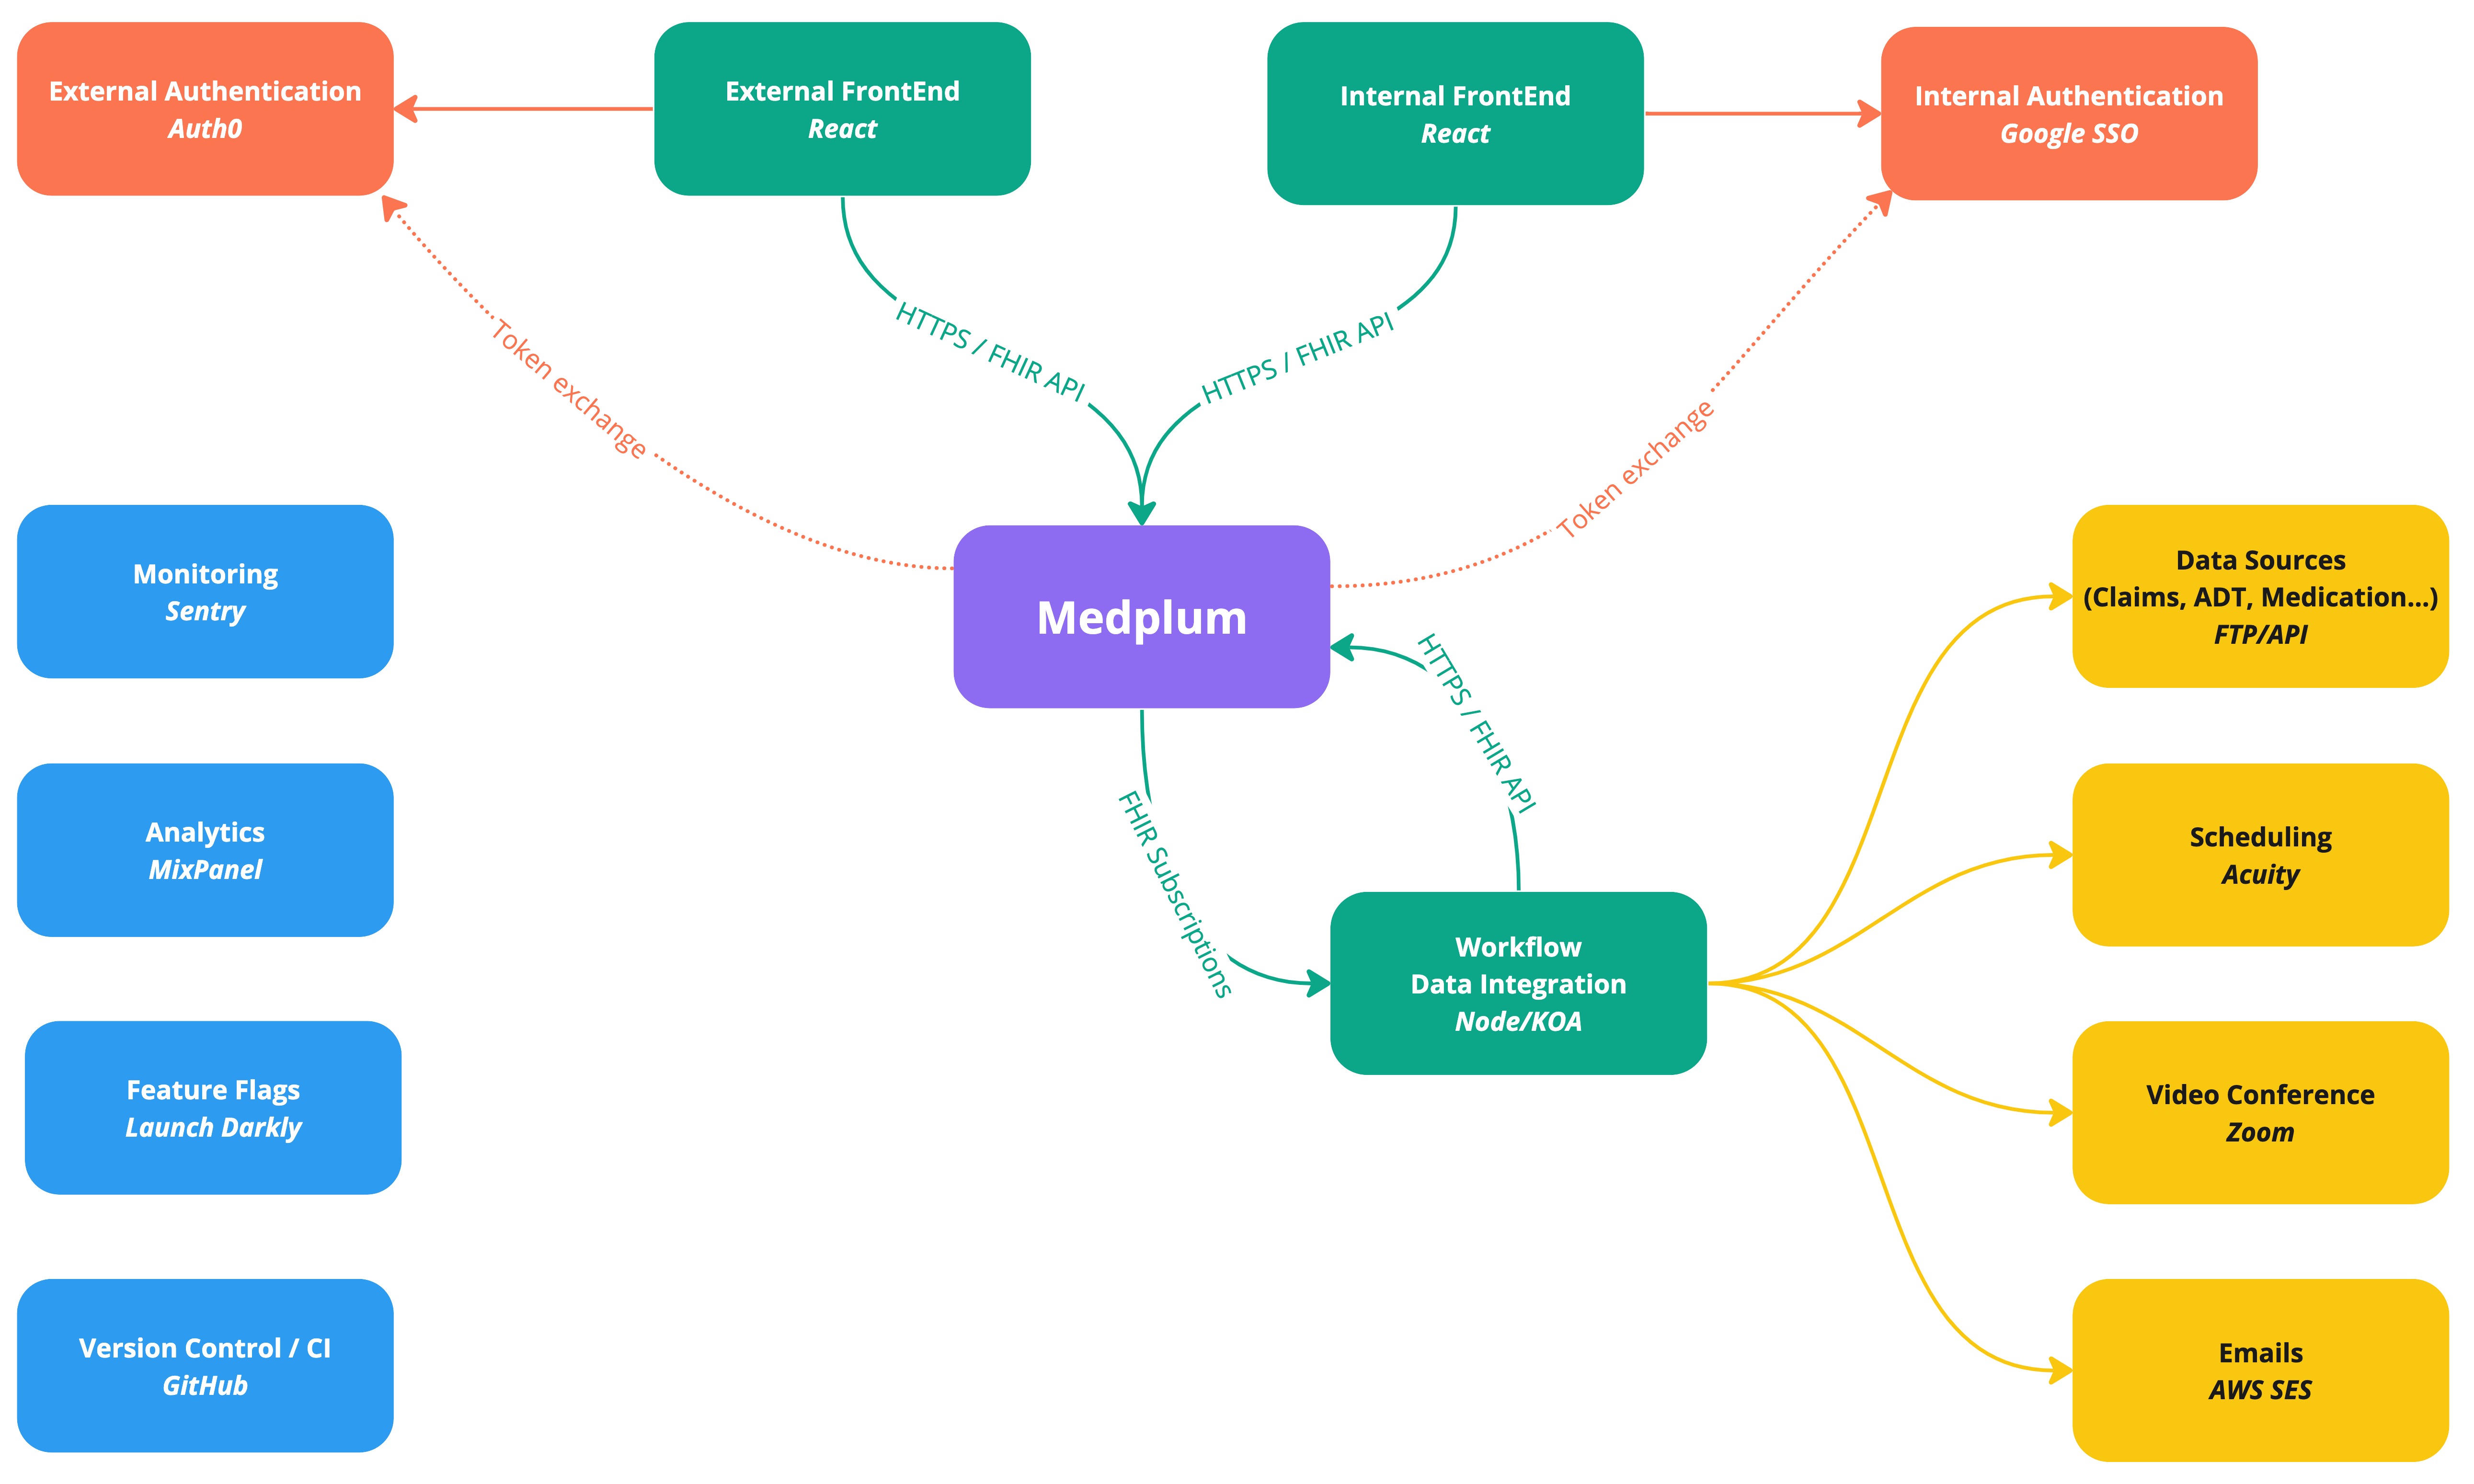 External Authentication
Auth0
External FrontEnd
React
Internal FrontEnd
React
Internal Authentication
Google SSO
HTTPS / FHIR API
HTTPS / FHIR API
Token exchange
Token exchange
Monitoring
Sentry
Medplum
Data Sources
(Claims, ADT, Medication...)
FTP/API
HTTPS / FHIR API
Analytics
MixPanel
FHIR Subscriptions
Scheduling
Acuity
Workflow
Data Integration
Node/KOA
Feature Flags
Launch Darkly
Video Conference
Zoom
Version Control / CI
GitHub
Emails
AWS SES